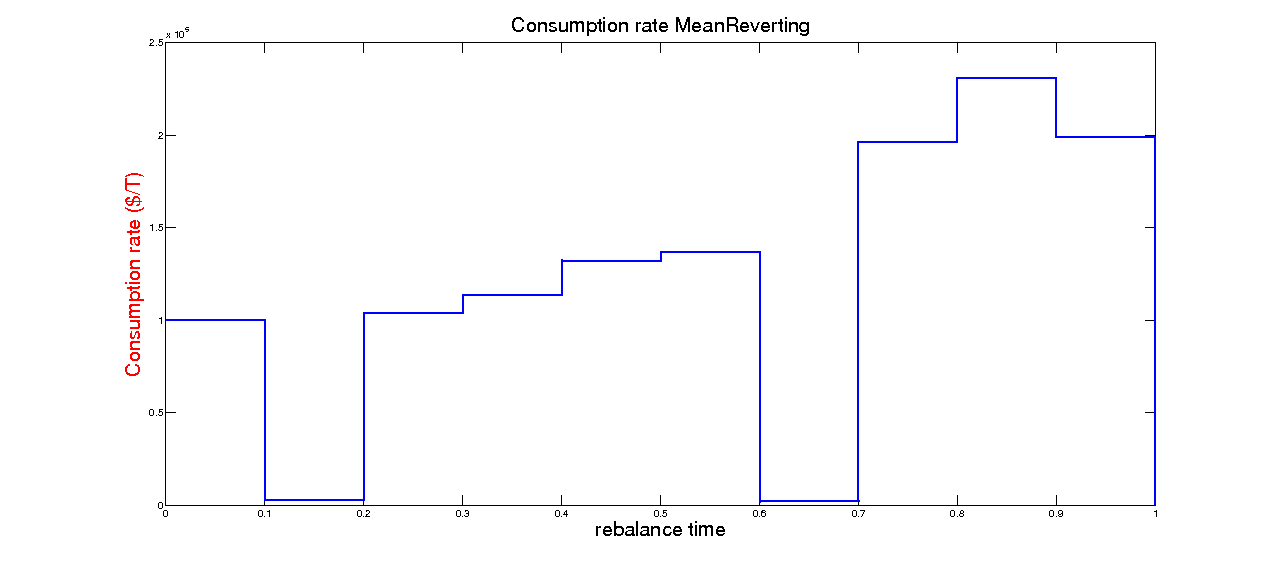 Consumption rate MeanReverting
x 10^5
2.5
2
1.5
1
0.5
0
Consumption rate ($/T)
0 0.1 0.2 0.3 0.4 0.5 0.6 0.7 0.8 0.9 1
rebalance time